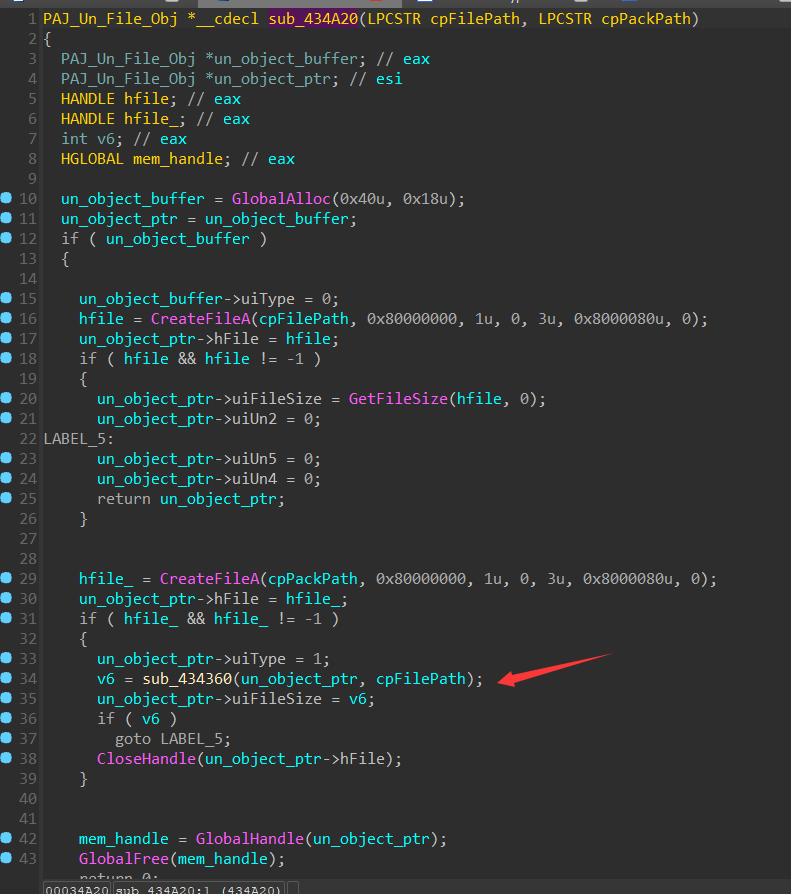 1 PAJ_Un_File_Obj *__cdecl sub_434A20(LPCSTR cpFilePath, LPCSTR cpPackPath)
2 {
3 PAJ_Un_File_Obj *un_object_buffer; // eax
4 PAJ_Un_File_Obj *un_object_ptr; // esi
5 HANDLE hfile; // eax
6 HANDLE hfile_; // eax
7 int v6; // eax
8 HGLOBAL mem_handle; // eax
9
10 un_object_buffer = GlobalAlloc(0x40u, 0x18u);
11 un_object_ptr = un_object_buffer;
12 if ( un_object_buffer )
13 {
14
15 un_object_buffer->uiType = 0;
16 hfile = CreateFileA(cpFilePath, 0x80000000, 1u, 0, 3u, 0x8000080u, 0);
17 un_object_ptr->hFile = hfile;
18 if ( hfile && hfile != -1 )
19 {
20 un_object_ptr->uiFileSize = GetFileSize(hfile, 0);
21 un_object_ptr->uiUn2 = 0;
22 LABEL_5:
23 un_object_ptr->uiUn5 = 0;
24 un_object_ptr->uiUn4 = 0;
25 return un_object_ptr;
26 }
27
28
29 hfile_ = CreateFileA(cpPackPath, 0x80000000, 1u, 0, 3u, 0x8000080u, 0);
30 un_object_ptr->hFile = hfile_;
31 if ( hfile_ && hfile_ != -1 )
32 {
33 un_object_ptr->uiType = 1;
34 v6 = sub_434360(un_object_ptr, cpFilePath);
35 un_object_ptr->uiFileSize = v6;
36 if ( v6 )
37 goto LABEL_5;
38 CloseHandle(un_object_ptr->hFile);
39 }
40
41
42 mem_handle = GlobalHandle(un_object_ptr);
43 GlobalFree(mem_handle);
return 0;
00034A20 sub_434A20:1 (434A20)